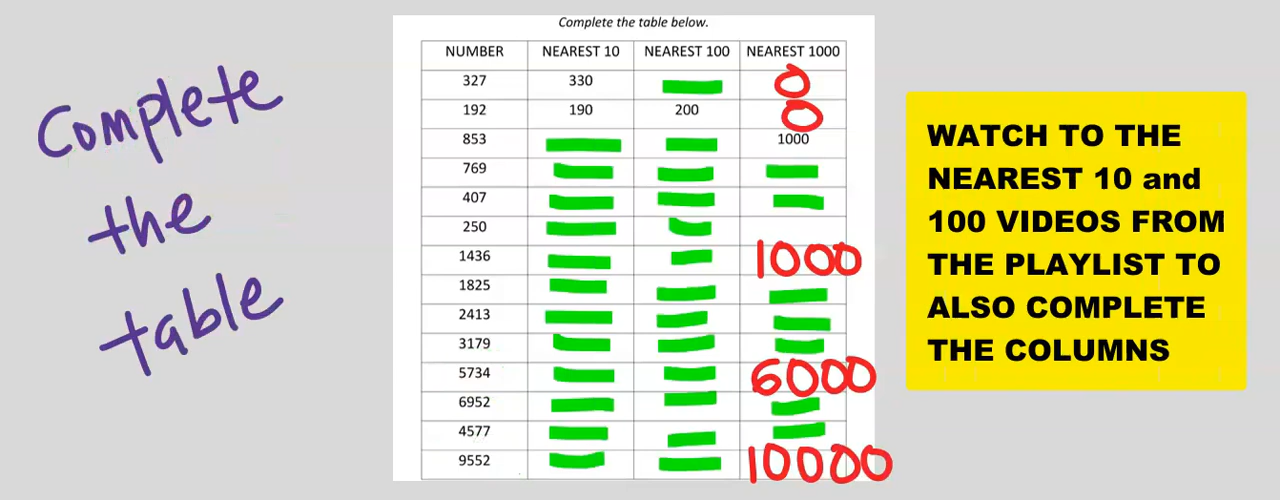 Complete the table below.
NUMBER NEAREST 10 NEAREST 100 NEAREST 1000
327 330 0
192 190 200 0
853 1000
769
407
250
1436 1000
1825
2413
3179
5734 6000
6952
4577
9552 10000
Complete
the
table
WATCH TO THE
NEAREST 10 and
100 VIDEOS FROM
THE PLAYLIST TO
ALSO COMPLETE
THE COLUMNS